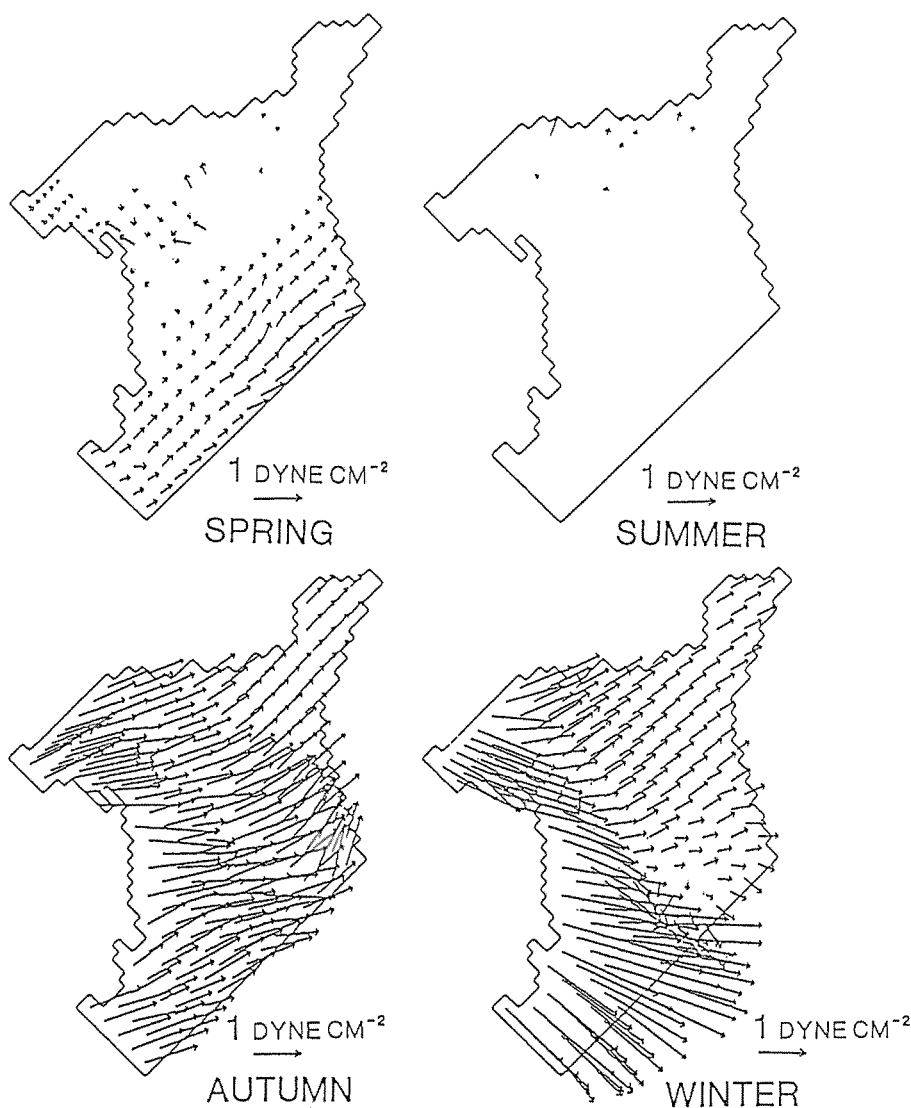 1 DYNE CM⁻²
SPRING
1 DYNE CM⁻²
SUMMER
1 DYNE CM⁻²
AUTUMN
1 DYNE CM⁻²
WINTER